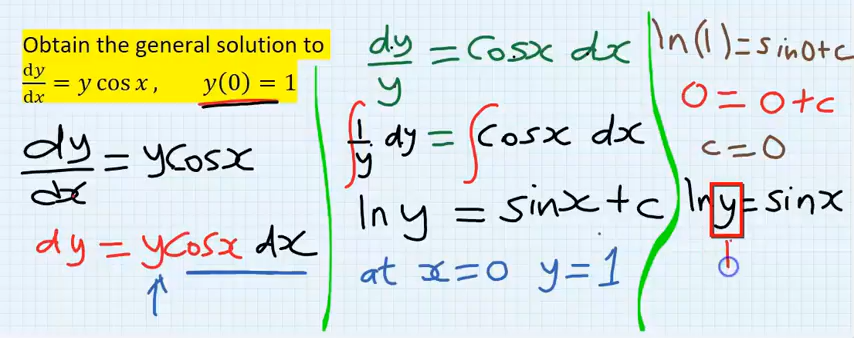 Obtain the general solution to
dy/dx = y cos x ,    y(0) = 1
dy/dx = ycosx
dy = ycosx dx
dy/y = Cosx dx
∫ 1/y dy = ∫ Cosx dx
ln y = sinx + c
at x=0 y=1
ln(1)=sin0+c
0 = 0+c
c=0
ln y = sinx